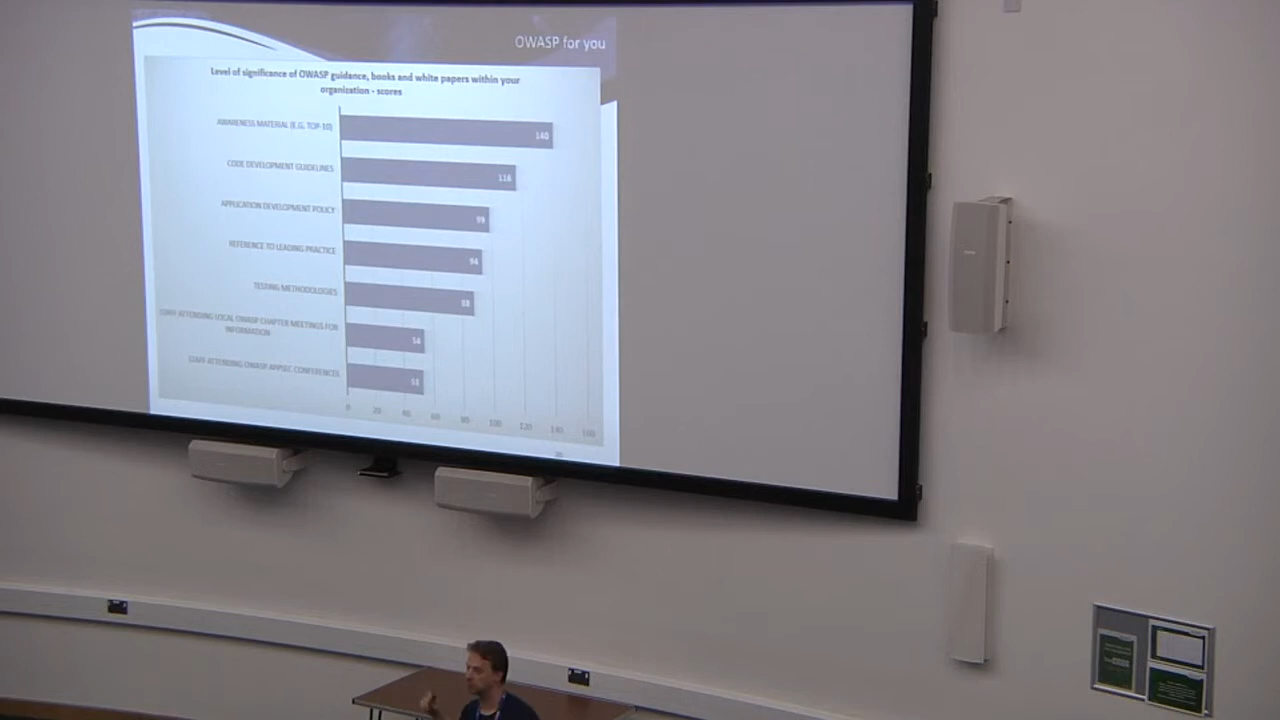 OWASP for you
Level of significance of OWASP guidance, books and white papers within your
organization - scores
AWARENESS MATERIAL (E.G. TOP-10)
140
CODE DEVELOPMENT GUIDELINES
116
APPLICATION DEVELOPMENT POLICY
99
REFERENCE TO LEADING PRACTICE
94
TESTING METHODOLOGIES
88
STAFF ATTENDING LOCAL OWASP CHAPTER MEETINGS FOR
INFORMATION
54
STAFF ATTENDING OWASP APPSEC CONFERENCES
53
0 20 40 60 80 100 120 140 160